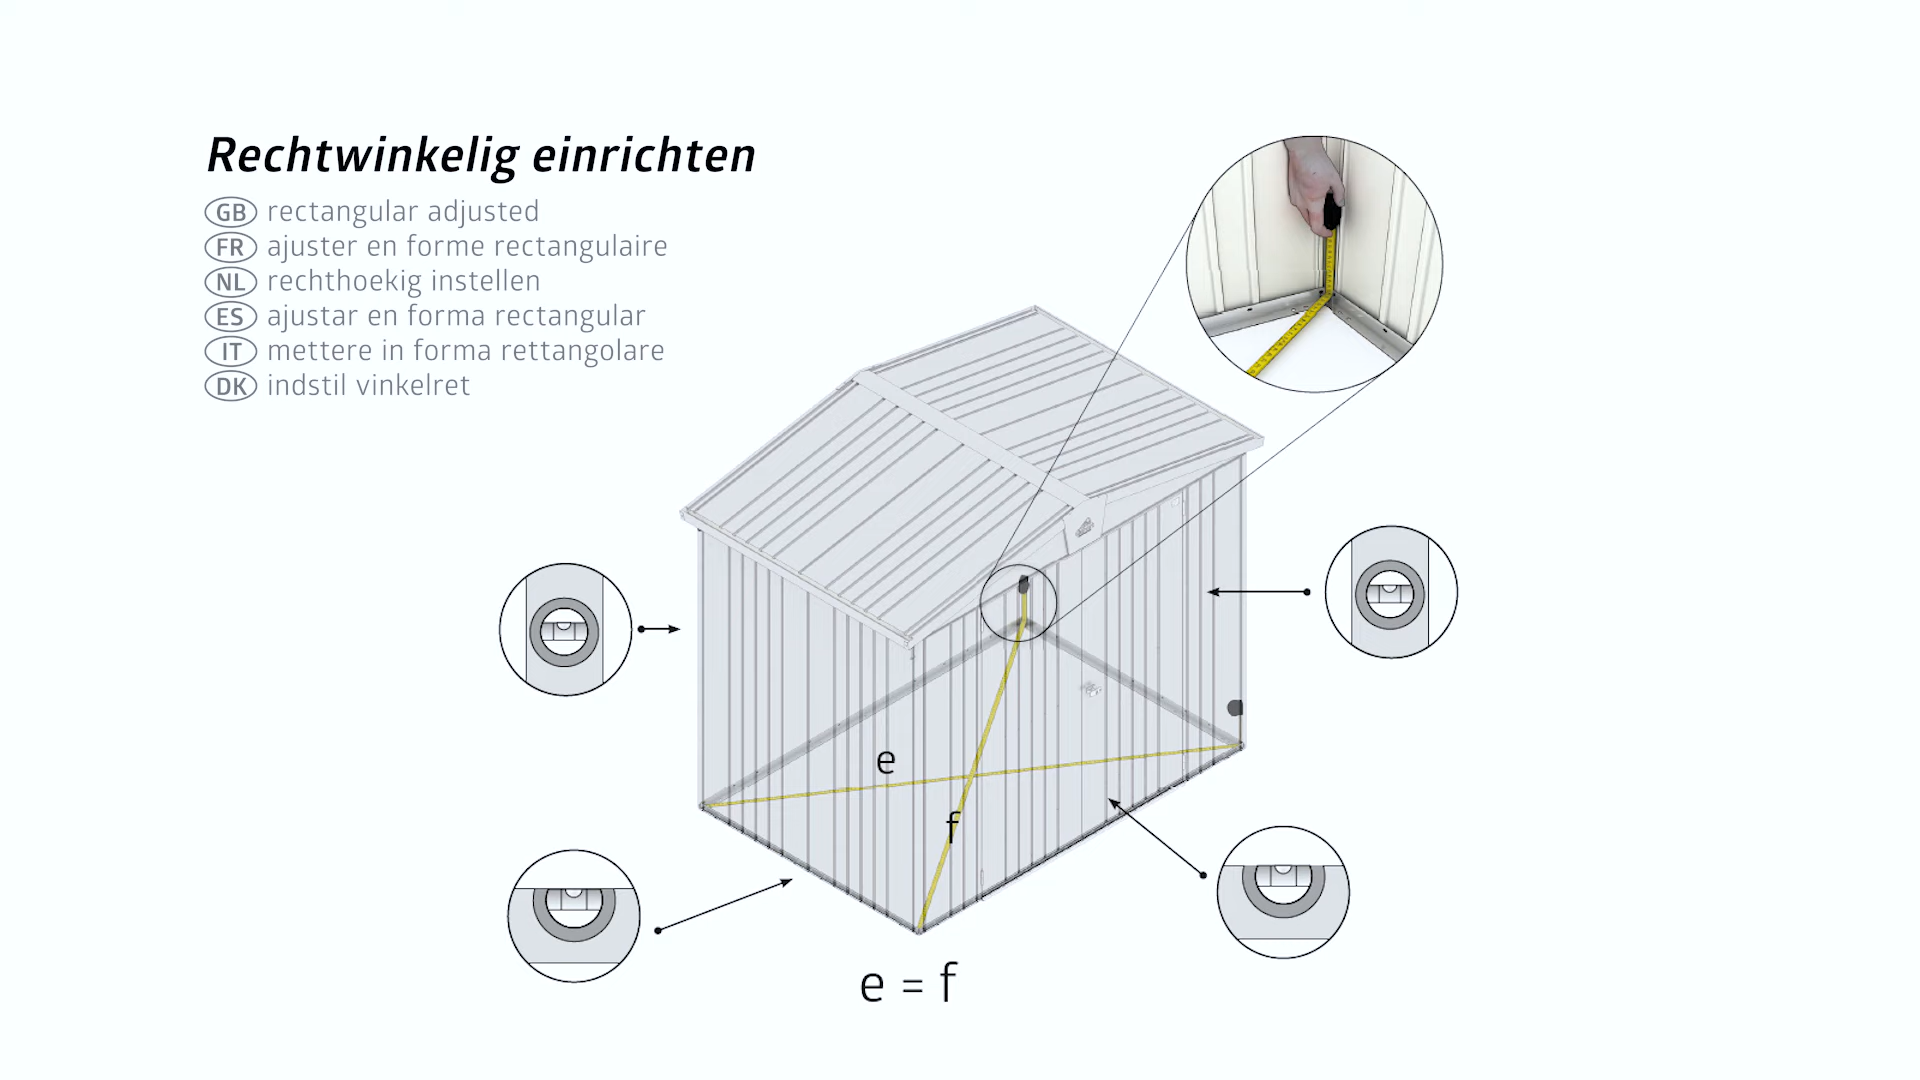 Rechtwinkelig einrichten
GB rectangular adjusted
FR ajuster en forme rectangulaire
NL rechthoekig instellen
ES ajustar en forma rectangular
IT mettere in forma rettangolare
DK indstil vinkelret
e
f
e = f